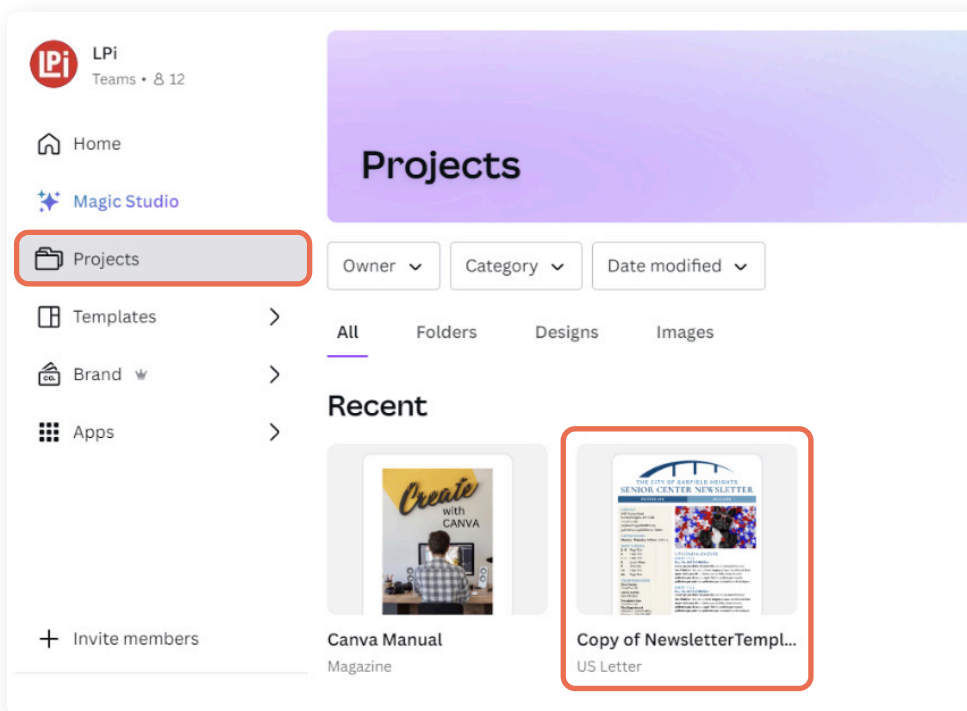 LPi
LPi
Teams • 12
Home
Magic Studio
Projects
Templates
CO.
Brand
Apps
Invite members
Projects
Owner
Category
Date modified
All
Folders
Designs
Images
Recent
Create
with
CANVA
Canva Manual
Magazine
THE CITY OF GARFIELD HEIGHTS
SENIOR CENTER NEWSLETTER
Copy of NewsletterTempl...
US Letter